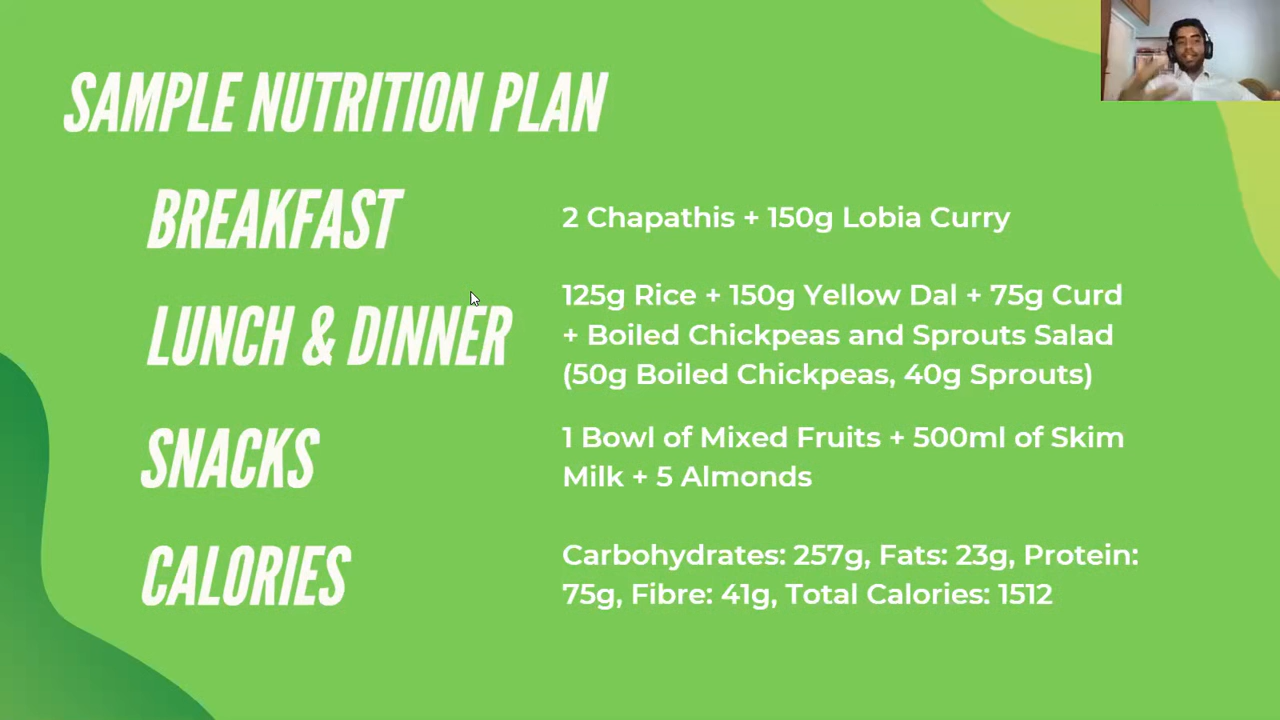 SAMPLE NUTRITION PLAN
BREAKFAST
2 Chapathis + 150g Lobia Curry
LUNCH & DINNER
125g Rice + 150g Yellow Dal + 75g Curd
+ Boiled Chickpeas and Sprouts Salad
(50g Boiled Chickpeas, 40g Sprouts)
SNACKS
1 Bowl of Mixed Fruits + 500ml of Skim
Milk + 5 Almonds
CALORIES
Carbohydrates: 257g, Fats: 23g, Protein:
75g, Fibre: 41g, Total Calories: 1512